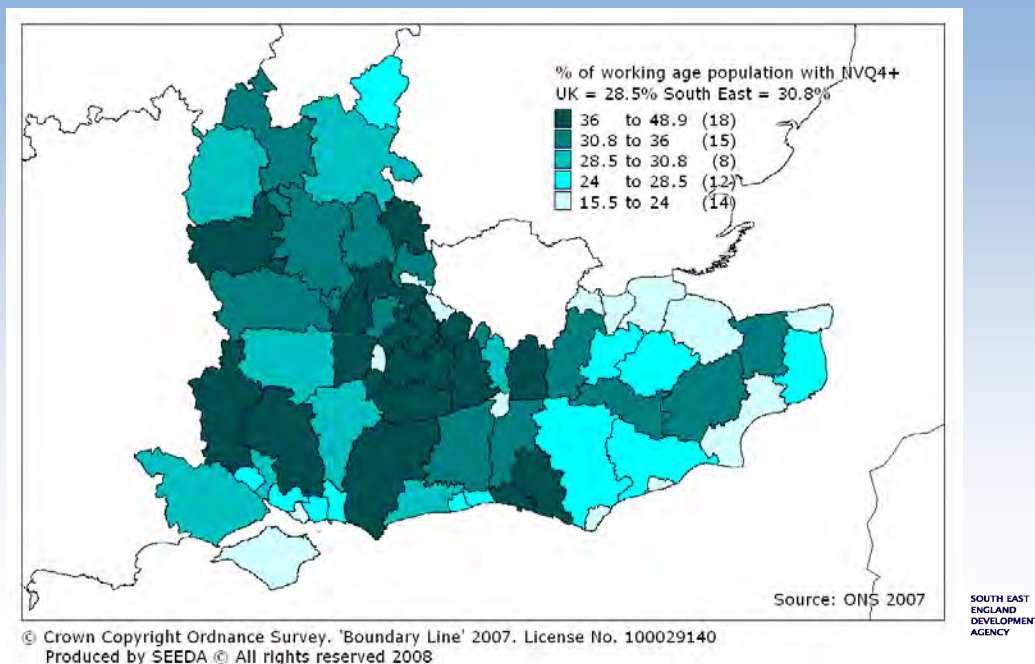 % of working age population with NVQ4+
UK = 28.5% South East = 30.8%
36 to 48.9 (18)
30.8 to 36 (15)
28.5 to 30.8 (8)
24 to 28.5 (12)
15.5 to 24 (14)
Source: ONS 2007
© Crown Copyright Ordnance Survey. 'Boundary Line' 2007. License No. 100029140
Produced by SEEDA © All rights reserved 2008
SOUTH EAST
ENGLAND
DEVELOPMENT
AGENCY